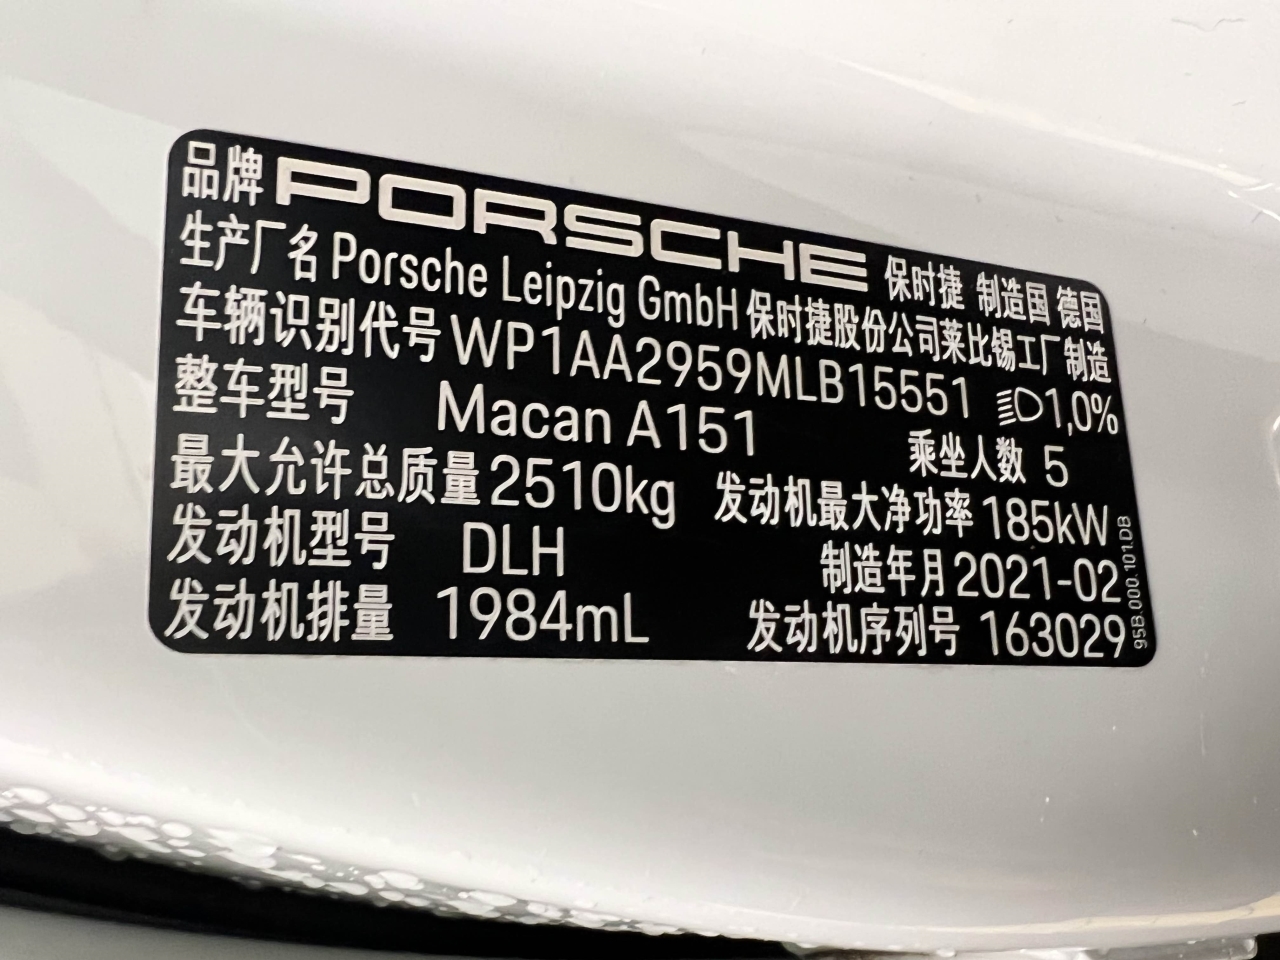 品牌 PORSCHE 保时捷 制造国 德国
生产厂名 Porsche Leipzig GmbH 保时捷股份公司莱比锡工厂制造
车辆识别代号 WP1AA2959MLB15551 1,0%
整车型号 Macan A151 乘坐人数 5
最大允许总质量 2510kg 发动机最大净功率 185kW
发动机型号 DLH 制造年月 2021-02
发动机排量 1984mL 发动机序列号 163029
95B.000.101.DB